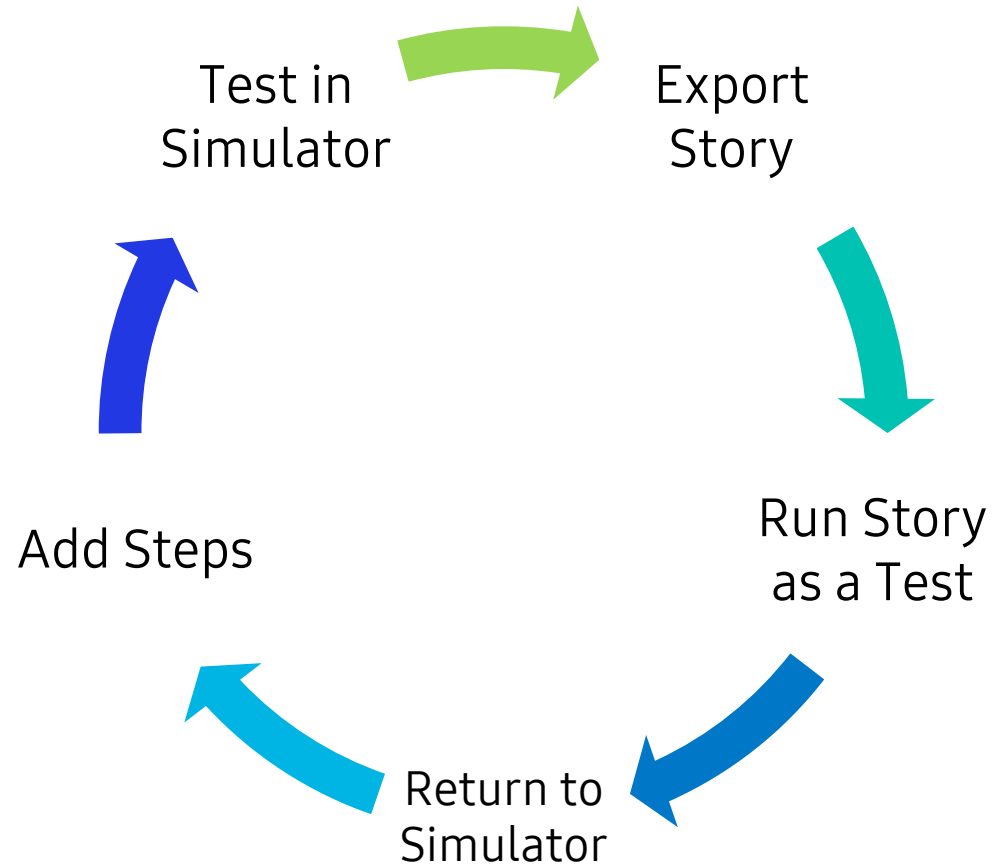 Test in
Simulator
Export
Story
Run Story
as a Test
Return to
Simulator
Add Steps